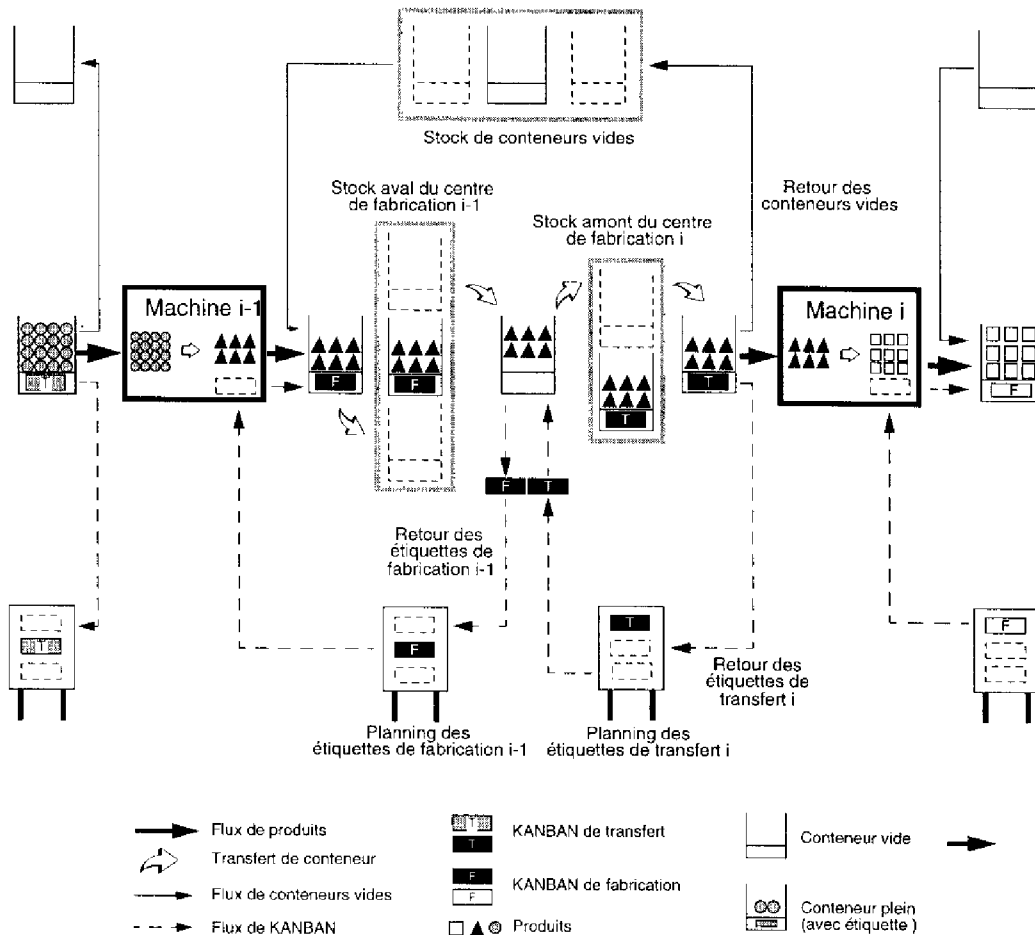 Stock de conteneurs vides
Stock aval du centre
de fabrication i-1
Retour des
conteneurs vides
Stock amont du centre
de fabrication i
Machine i-1
Machine i
T
F
F
T
T
F
F
T
Retour des
étiquettes de
fabrication i-1
T
F
T
F
Retour des
étiquettes de
transfert i
Planning des
étiquettes de fabrication i-1
Planning des
étiquettes de transfert i
Flux de produits
Transfert de conteneur
Flux de conteneurs vides
Flux de KANBAN
T
T
KANBAN de transfert
F
F
KANBAN de fabrication
Produits
Conteneur vide
Conteneur plein
(avec étiquette )